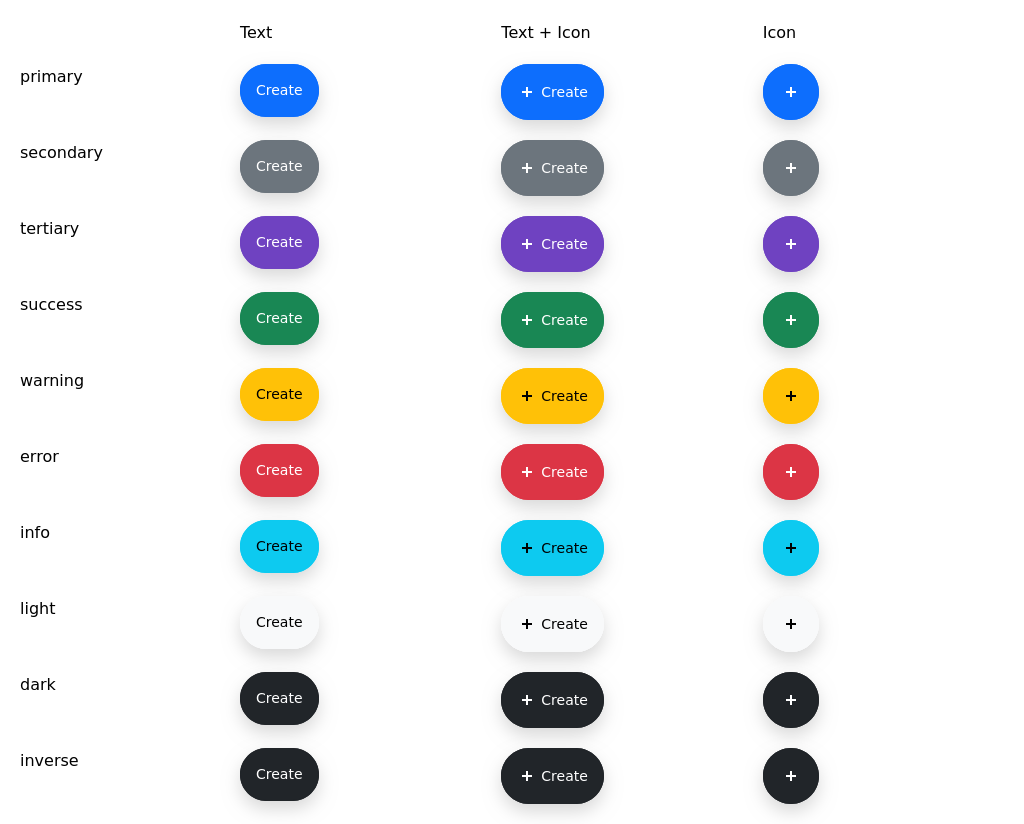 Text Text + Icon Icon
primary Create + Create +
secondary Create + Create +
tertiary Create + Create +
success Create + Create +
warning Create + Create +
error Create + Create +
info Create + Create +
light Create + Create +
dark Create + Create +
inverse Create + Create +